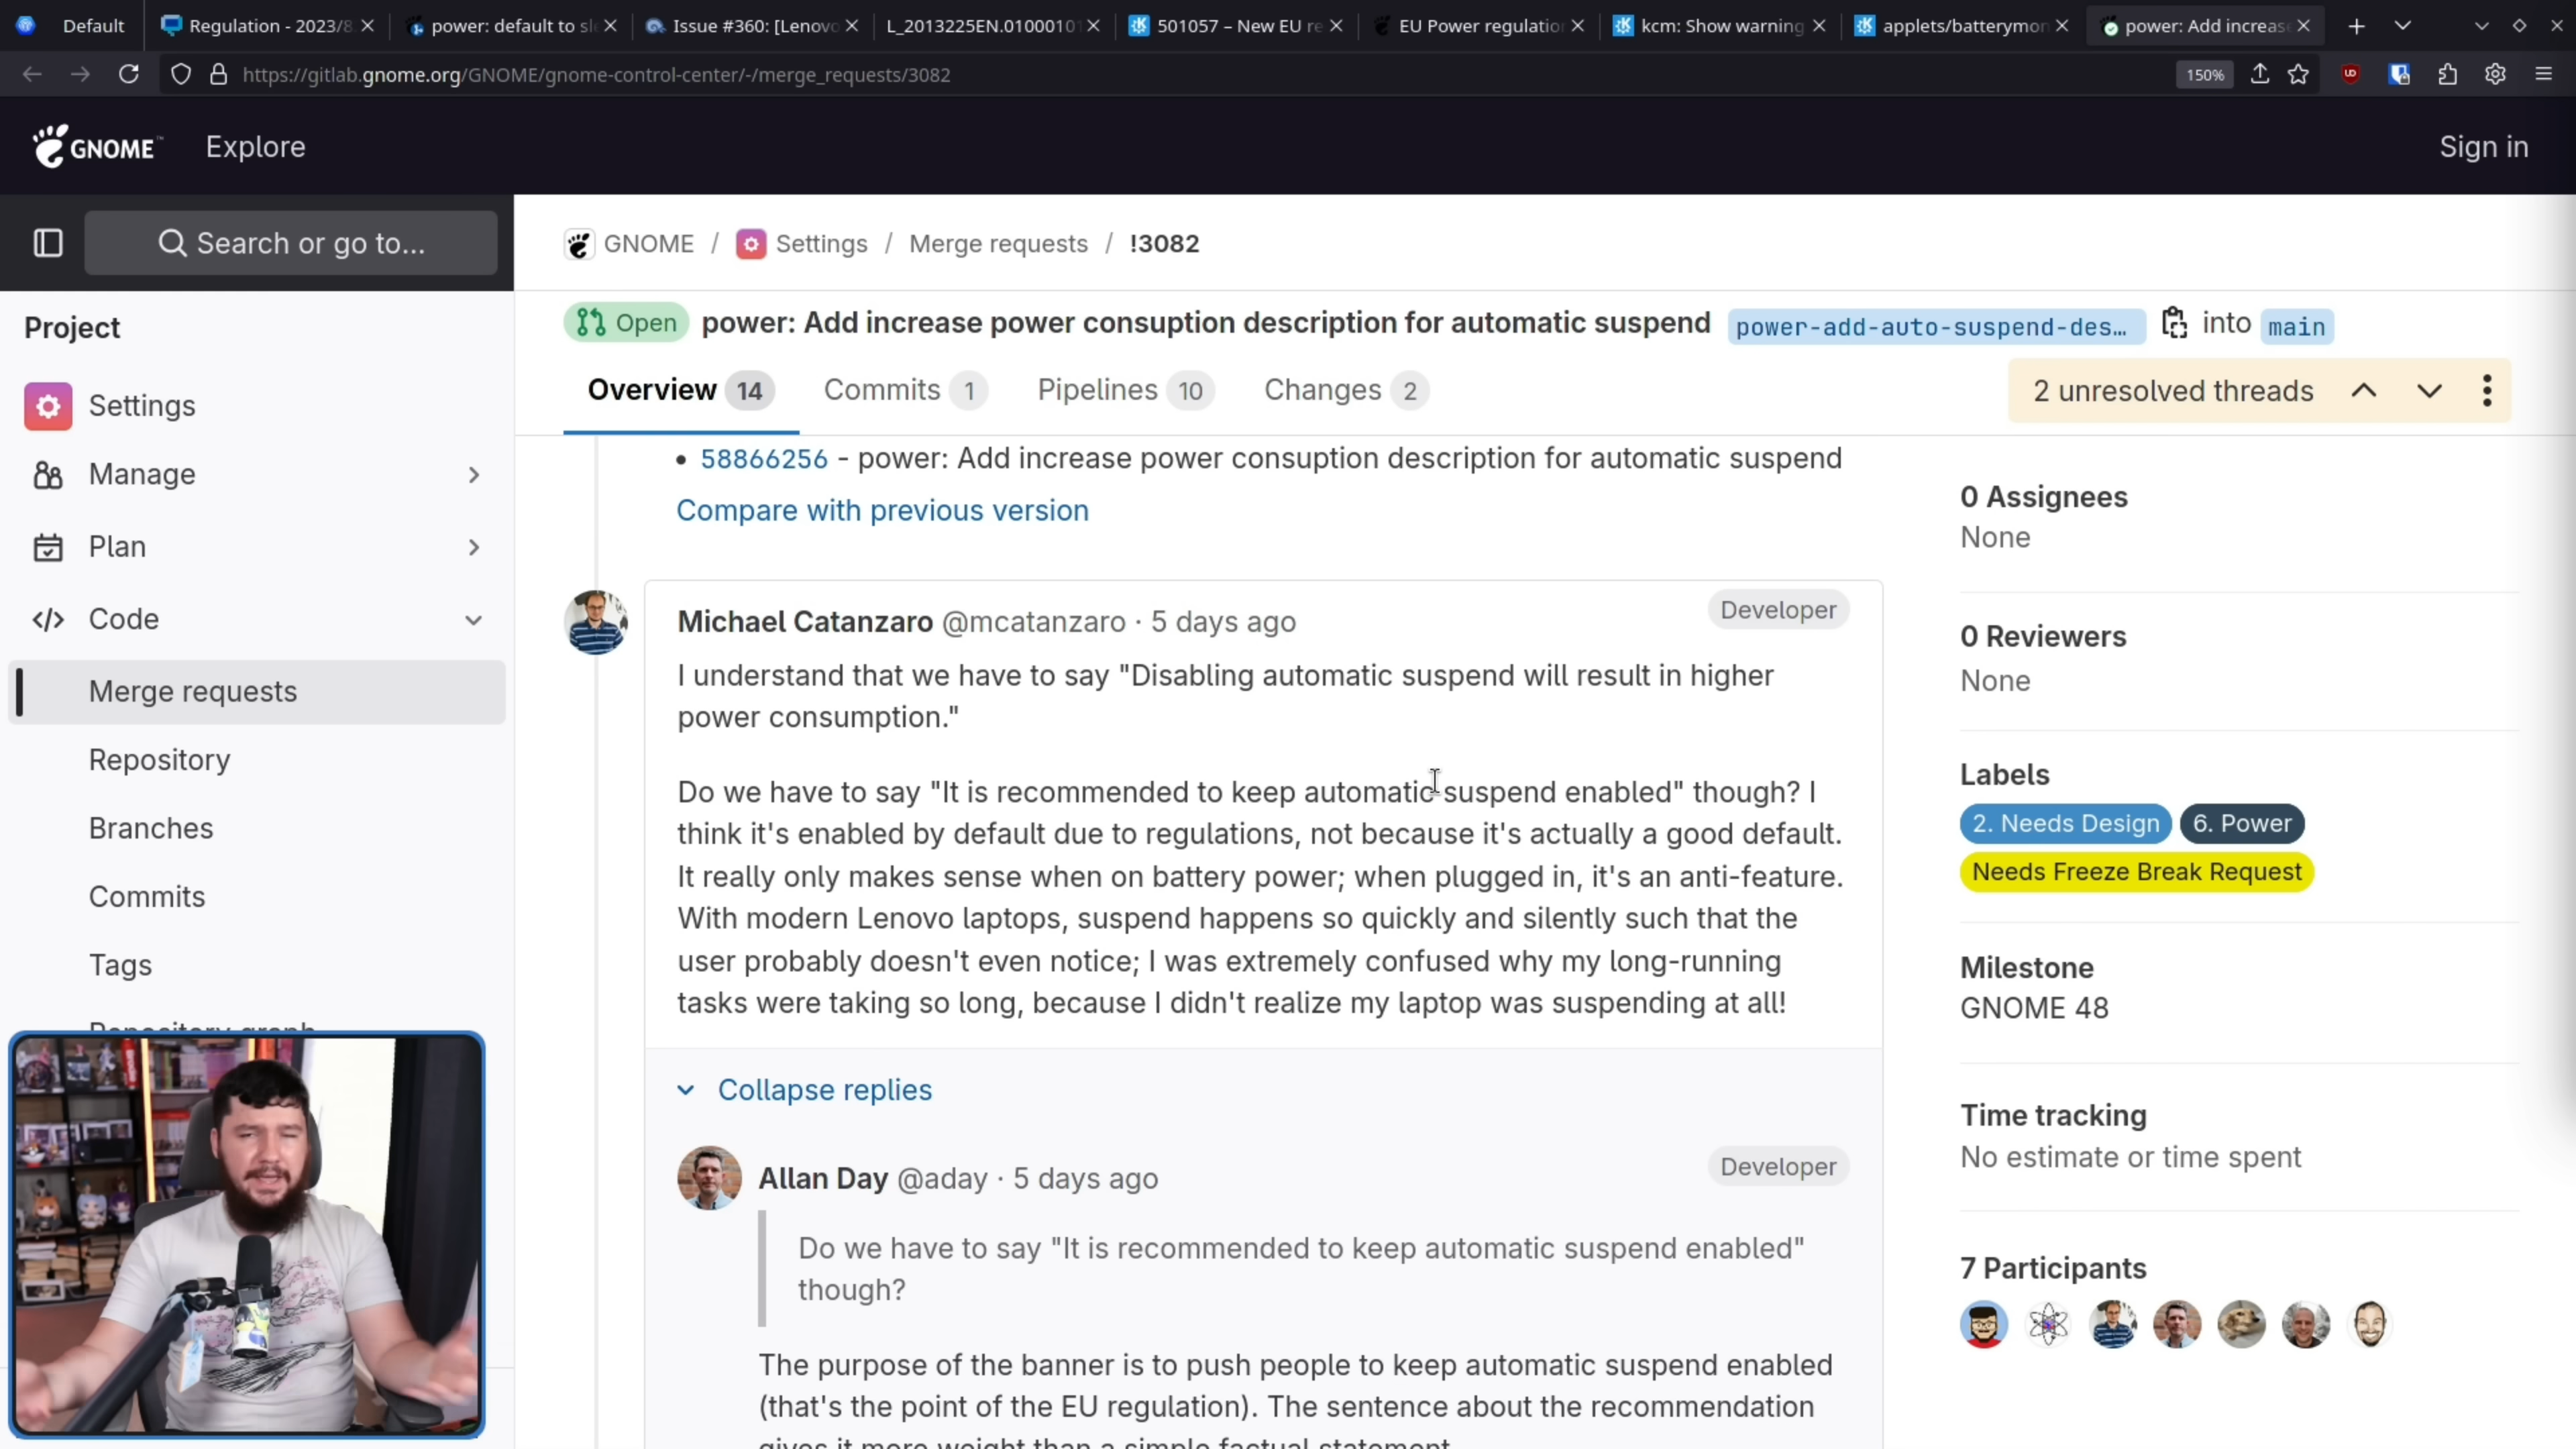 Default
Regulation - 2023/8
power: default to sl
Issue #360: [Lenovo
L_2013225EN.01000101
501057 – New EU re
EU Power regulation
kcm: Show warning
applets/batterymon
power: Add increase
https://gitlab.gnome.org/GNOME/gnome-control-center/-/merge_requests/3082
150%
GNOME™
Explore
Sign in
Search or go to...
GNOME / Settings / Merge requests / !3082
Project
Open power: Add increase power consuption description for automatic suspend power-add-auto-suspend-des… into main
Overview 14 Commits 1 Pipelines 10 Changes 2
2 unresolved threads
Settings
Manage
Plan
Code
Merge requests
Repository
Branches
Commits
Tags
Repository graph
58866256 - power: Add increase power consuption description for automatic suspend
Compare with previous version
Michael Catanzaro @mcatanzaro · 5 days ago
Developer
I understand that we have to say "Disabling automatic suspend will result in higher
power consumption."
Do we have to say "It is recommended to keep automatic suspend enabled" though? I
think it's enabled by default due to regulations, not because it's actually a good default.
It really only makes sense when on battery power; when plugged in, it's an anti-feature.
With modern Lenovo laptops, suspend happens so quickly and silently such that the
user probably doesn't even notice; I was extremely confused why my long-running
tasks were taking so long, because I didn't realize my laptop was suspending at all!
Collapse replies
Allan Day @aday · 5 days ago
Developer
Do we have to say "It is recommended to keep automatic suspend enabled"
though?
The purpose of the banner is to push people to keep automatic suspend enabled
(that's the point of the EU regulation). The sentence about the recommendation
gives it more weight than a simple factual statement.
0 Assignees
None
0 Reviewers
None
Labels
2. Needs Design
6. Power
Needs Freeze Break Request
Milestone
GNOME 48
Time tracking
No estimate or time spent
7 Participants